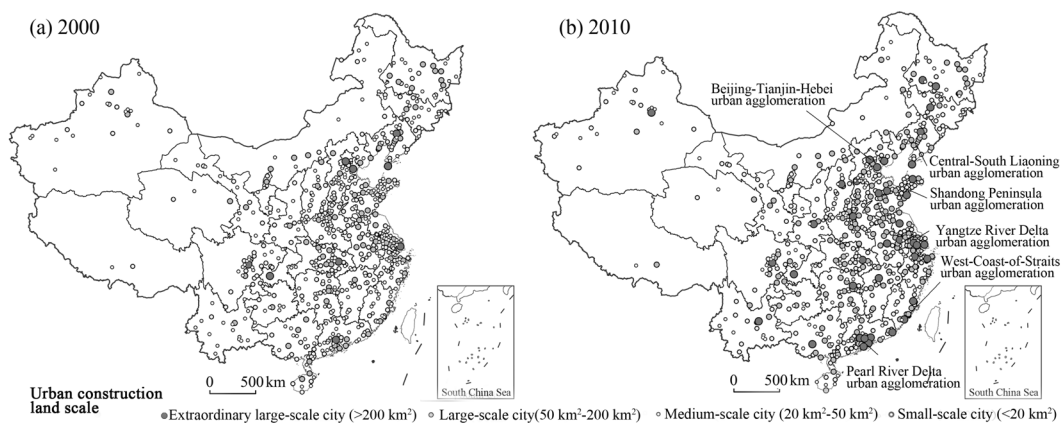 (a) 2000
(b) 2010
Beijing-Tianjin-Hebei
urban agglomeration
Central-South Liaoning
urban agglomeration
Shandong Peninsula
urban agglomeration
Yangtze River Delta
urban agglomeration
West-Coast-of-Straits
urban agglomeration
Pearl River Delta
urban agglomeration
0 500 km
South China Sea
0 500 km
South China Sea
Urban construction
land scale
Extraordinary large-scale city (>200 km²) Large-scale city(50 km²-200 km²) Medium-scale city (20 km²-50 km²) Small-scale city (<20 km²)